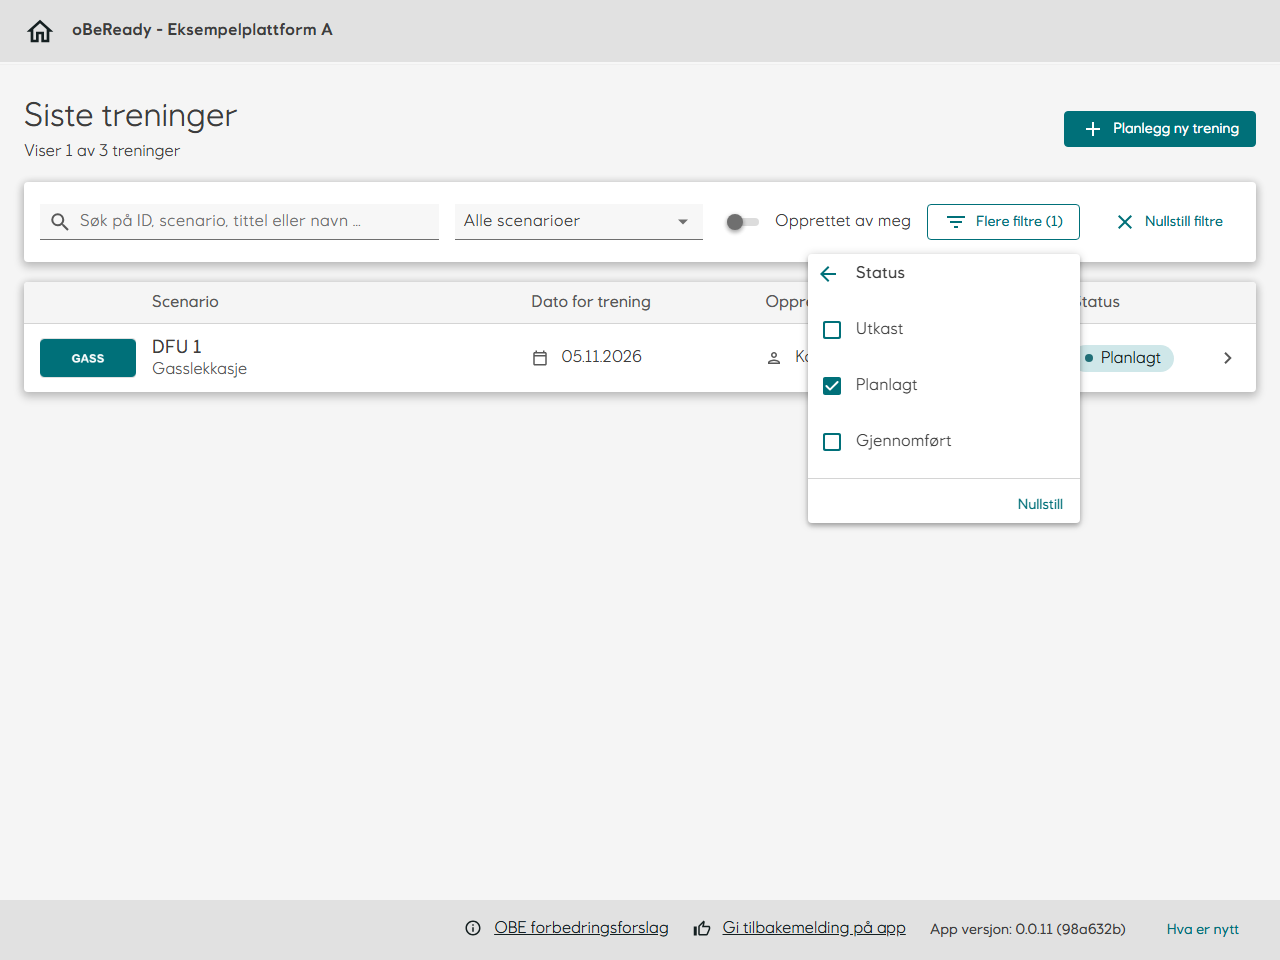 oBeReady - Eksempelplattform A
Siste treninger
Viser 1 av 3 treninger
Planlegg ny trening
Søk på ID, scenario, tittel eller navn ...
Alle scenarioer
Opprettet av meg
Flere filtre (1)
Nullstill filtre
Scenario
Dato for trening
Status
GASS
DFU 1
Gasslekkasje
05.11.2026
Planlagt
Status
Utkast
Planlagt
Gjennomført
Nullstill
OBE forbedringsforslag
Gi tilbakemelding på app
App versjon: 0.0.11 (98a632b)
Hva er nytt